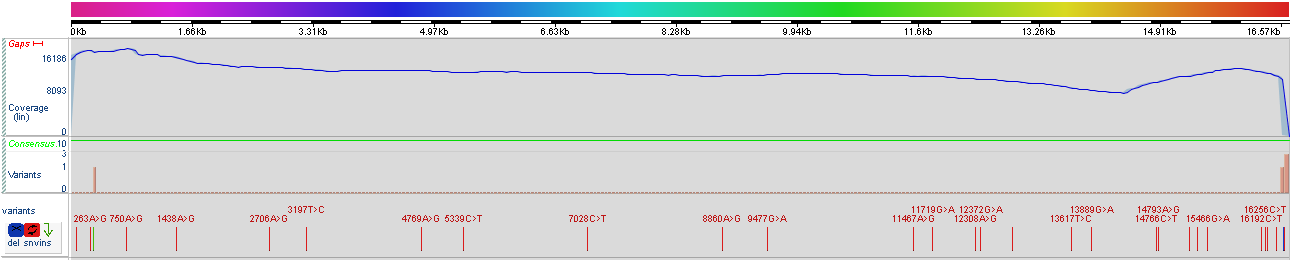 0Kb 1.66Kb 3.31Kb 4.97Kb 6.63Kb 8.28Kb 9.94Kb 11.6Kb 13.26Kb 14.91Kb 16.57Kb
Gaps
16186
8093
Coverage
(lin)
0
Consensus. 10
3
Variants 1
0
variants
3197T>C 11719G>A 12372G>A 13889G>A 14793A>G 16256C>T
263A>G 750A>G 1438A>G 2706A>G 4769A>G 5339C>T 7028C>T 8860A>G 9477G>A 11467A>G 12308A>G 13617T>C 14766C>T 15466G>A 16192C>T
del snvins